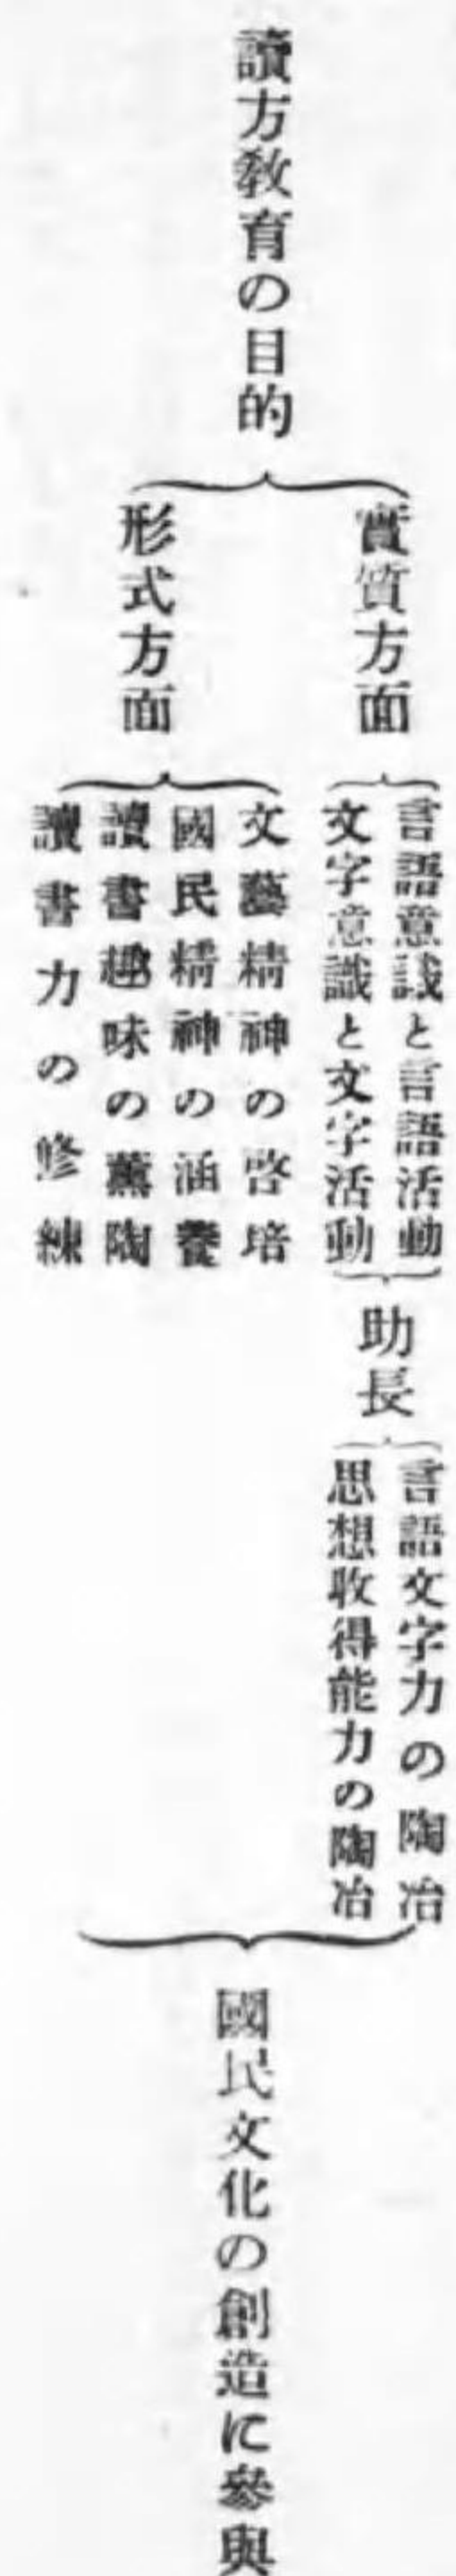 讀方敎育の目的
實質方面
言語意識と言語活動
文字意識と文字活動
助長
言語文字力の陶冶
思想收得能力の陶冶
形式方面
文藝精神の啓培
國民精神の涵養
讀書趣味の薰陶
讀書力の修練
國民文化の創造に參與